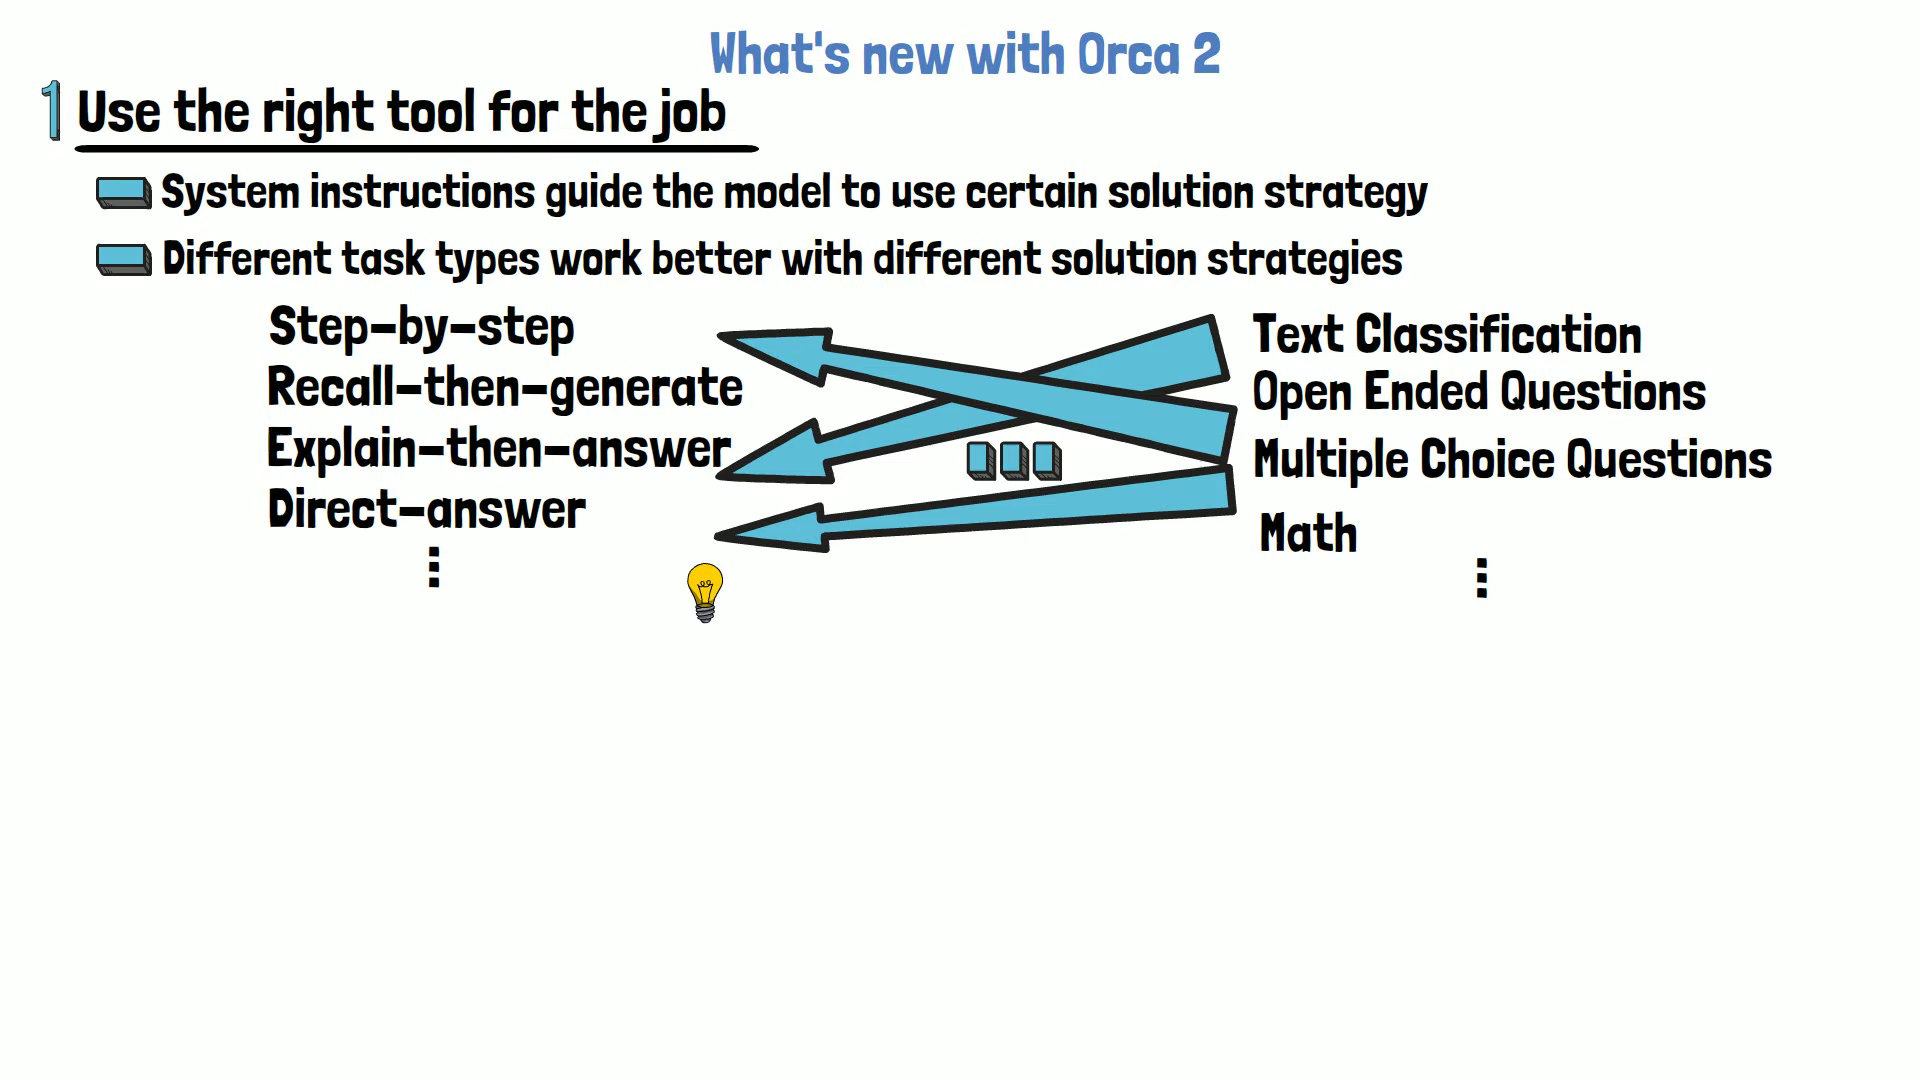 What's new with Orca 2
1 Use the right tool for the job
System instructions guide the model to use certain solution strategy
Different task types work better with different solution strategies
Step-by-step
Recall-then-generate
Explain-then-answer
Direct-answer
Text Classification
Open Ended Questions
Multiple Choice Questions
Math